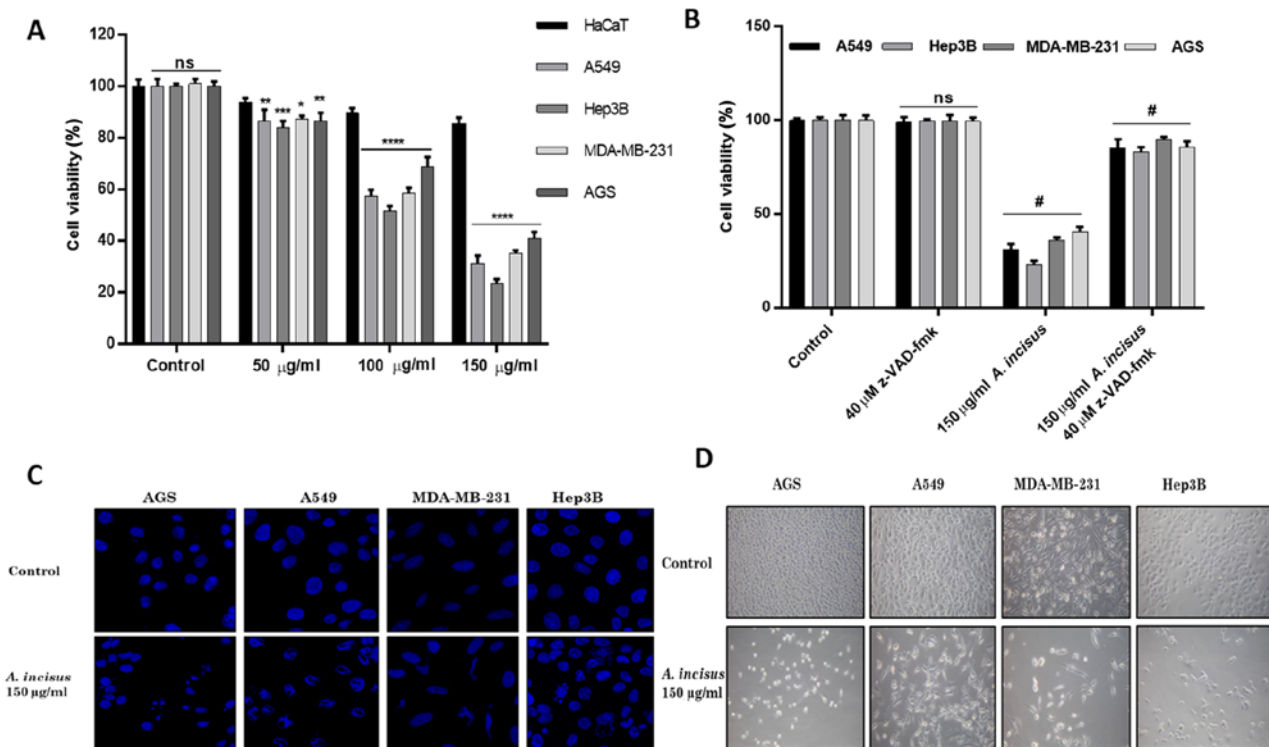 A
120
100
80
60
40
20
0
Cell viability (%)
ns
**
***
*
**
****
****
Control
50 μg/ml
100 μg/ml
150 μg/ml
HaCaT
A549
Hep3B
MDA-MB-231
AGS
B
150
100
50
0
Cell viability (%)
A549 Hep3B MDA-MB-231 AGS
ns
#
#
Control
40 μM z-VAD-fmk
150 μg/ml A. incisus
150 μg/ml A. incisus
40 μM z-VAD-fmk
C
AGS A549 MDA-MB-231 Hep3B
Control
A. incisus
150 μg/ml
D
AGS A549 MDA-MB-231 Hep3B
Control
A. incisus
150 μg/ml